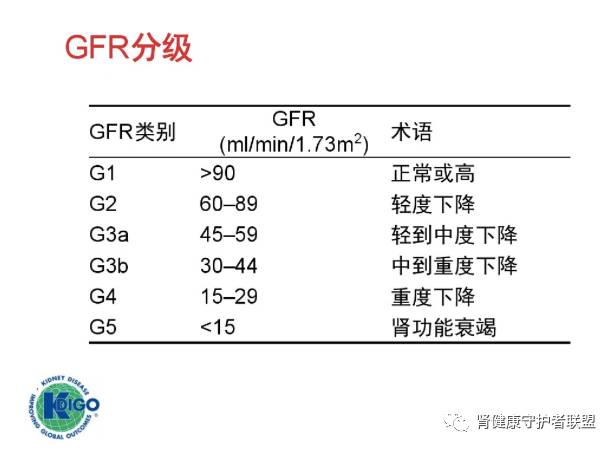 GFR分级
GFR类别 GFR (ml/min/1.73m²) 术语
G1 >90 正常或高
G2 60–89 轻度下降
G3a 45–59 轻到中度下降
G3b 30–44 中到重度下降
G4 15–29 重度下降
G5 <15 肾功能衰竭
KIDNEY DISEASE
KDIGO
IMPROVING GLOBAL OUTCOMES
肾健康守护者联盟